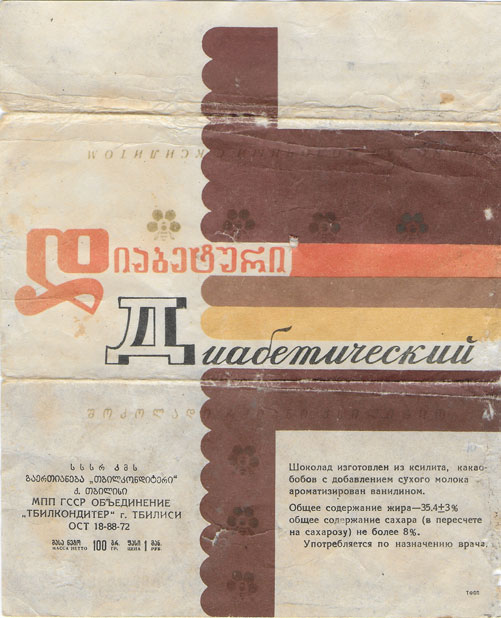 დიაბეტური
Диабетический
სსსრ კმს
გაერთიანება „თბილკონდიტერი“
ქ. თბილისი
МПП ГССР ОБЪЕДИНЕНИЕ
„ТБИЛКОНДИТЕР“ г. ТБИЛИСИ
ОСТ 18-88-72
მასა ნეტო 100 გრ. ფასი 1 მან.
МАССА НЕТТО ГР. ЦЕНА РУБ.
Шоколад изготовлен из ксилита, какао-
бобов с добавлением сухого молока
ароматизирован ванилином.
Общее содержание жира—35.4±3%
общее содержание сахара (в пересчете
на сахарозу) не более 8%.
Употребляется по назначению врача.